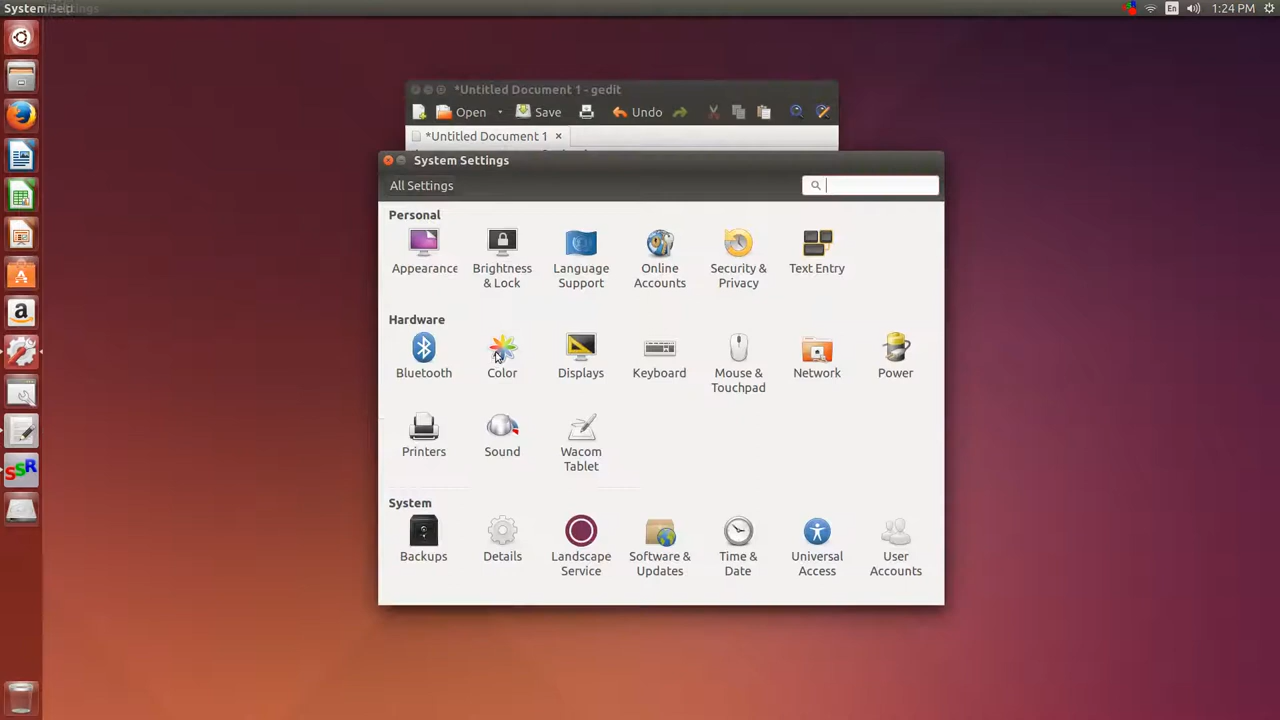 System Settings
En
1:24 PM
*Untitled Document 1 - gedit
Open
Save
Undo
*Untitled Document 1 ×
System Settings
All Settings
Personal
Appearance
Brightness & Lock
Language Support
Online Accounts
Security & Privacy
Text Entry
Hardware
Bluetooth
Color
Displays
Keyboard
Mouse & Touchpad
Network
Power
Printers
Sound
Wacom Tablet
System
Backups
Details
Landscape Service
Software & Updates
Time & Date
Universal Access
User Accounts
SSR